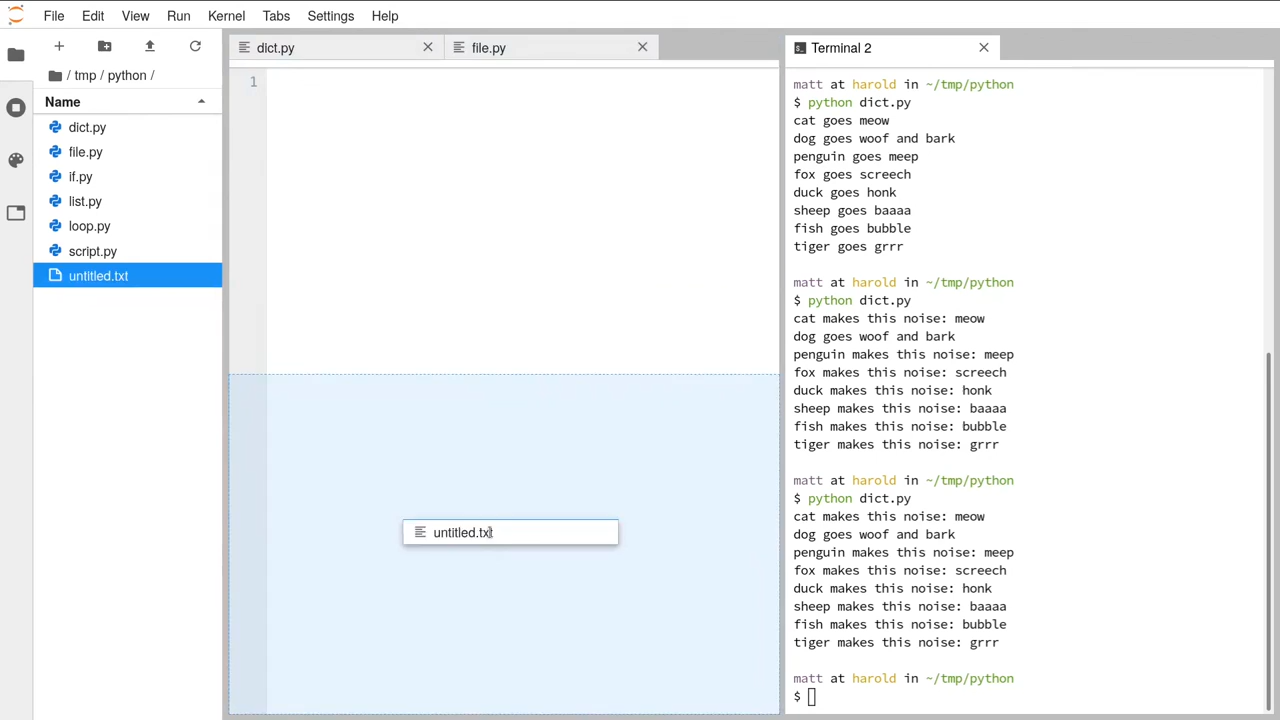 File Edit View Run Kernel Tabs Settings Help
/ tmp / python /
Name
dict.py
file.py
if.py
list.py
loop.py
script.py
untitled.txt
dict.py
file.py
1
untitled.txt
Terminal 2
matt at harold in ~/tmp/python
$ python dict.py
cat goes meow
dog goes woof and bark
penguin goes meep
fox goes screech
duck goes honk
sheep goes baaaa
fish goes bubble
tiger goes grrr
matt at harold in ~/tmp/python
$ python dict.py
cat makes this noise: meow
dog goes woof and bark
penguin makes this noise: meep
fox makes this noise: screech
duck makes this noise: honk
sheep makes this noise: baaaa
fish makes this noise: bubble
tiger makes this noise: grrr
matt at harold in ~/tmp/python
$ python dict.py
cat makes this noise: meow
dog goes woof and bark
penguin makes this noise: meep
fox makes this noise: screech
duck makes this noise: honk
sheep makes this noise: baaaa
fish makes this noise: bubble
tiger makes this noise: grrr
matt at harold in ~/tmp/python
$